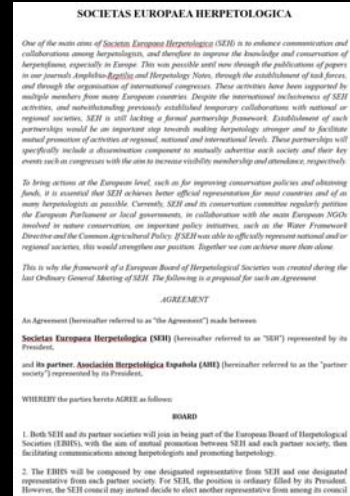 SOCIETAS EUROPAEA HERPETOLOGICA
One of the main aims of Societas Europaea Herpetologica (SEH) is to enhance communication and
collaborations among herpetologists, and therefore to improve the knowledge and conservation of
herpetofauna, especially in Europe. This was possible until now through the publications of papers
in our journals Amphibia-Reptilia and Herpetology Notes, through the establishment of task forces,
and through the organisation of international congresses. These activities have been supported by
multiple members from many European countries. Despite the international inclusiveness of SEH
activities, and notwithstanding previously established temporary collaborations with national or
regional societies, SEH is still lacking a formal partnership framework. Establishment of such
partnerships would be an important step towards making herpetology stronger and to facilitate
mutual promotion of activities at regional, national and international levels. These partnerships will
specifically include a dissemination component to mutually advertise each society and their key
events such as congresses with the aim to increase visibility membership and attendance, respectively.
To bring actions at the European level, such as for improving conservation policies and obtaining
funds, it is essential that SEH achieves better official representation for most countries and of as
many herpetologists as possible. Currently, SEH and its conservation committee regularly petition
the European Parliament or local governments, in collaboration with the main European NGOs
involved in nature conservation, on important policy initiatives, such as the Water Framework
Directive and the Common Agricultural Policy. If SEH was able to officially represent national and/or
regional societies, this would strengthen our position. Together we can achieve more than alone.
This is why the framework of a European Board of Herpetological Societies was created during the
last Ordinary General Meeting of SEH. The following is a proposal for such an Agreement.
AGREEMENT
An Agreement (hereinafter referred to as "the Agreement") made between
Societas Europaea Herpetologica (SEH) (hereinafter referred to as "SEH") represented by its
President,
and its partner, Asociación Herpetológica Española (AHE) (hereinafter referred to as the "partner
society") represented by its President,
WHEREBY the parties hereto AGREE as follows:
BOARD
1. Both SEH and its partner societies will join in being part of the European Board of Herpetological
Societies (EBHS), with the aim of mutual promotion between SEH and each partner society, then
facilitating communications among herpetologists and promoting herpetology.
2. The EBHS will be composed by one designated representative from SEH and one designated
representative from each partner society. For SEH, the position is ordinary filled by its President.
However, the SEH council may instead decide to elect another representative from among its council